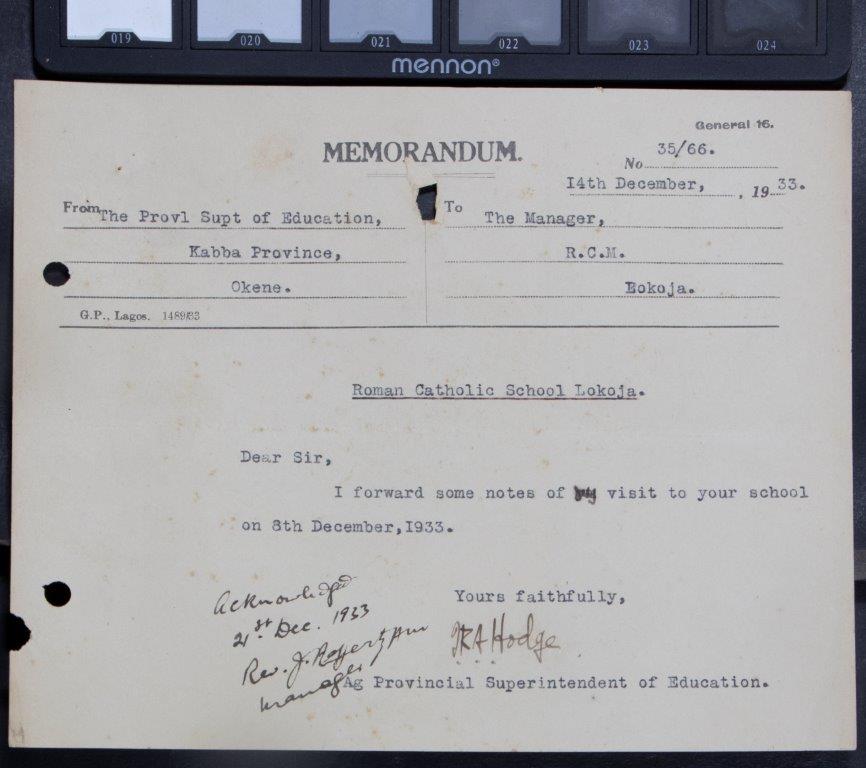 019 020 021 022 023 024
mennon®
General 16.
MEMORANDUM.
No 35/66.
14th December, , 1933.
From The Provl Supt of Education,
To The Manager,
Kabba Province,
R.C.M.
Okene.
Lokoja.
G.P., Lagos. 1489/33
Roman Catholic School Lokoja.
Dear Sir,
I forward some notes of my visit to your school
on 8th December,1933.
Yours faithfully,
Acknowledged
21st. Dec. 1933
Hodge
Rev. J.
Manager
Ag Provincial Superintendent of Education.